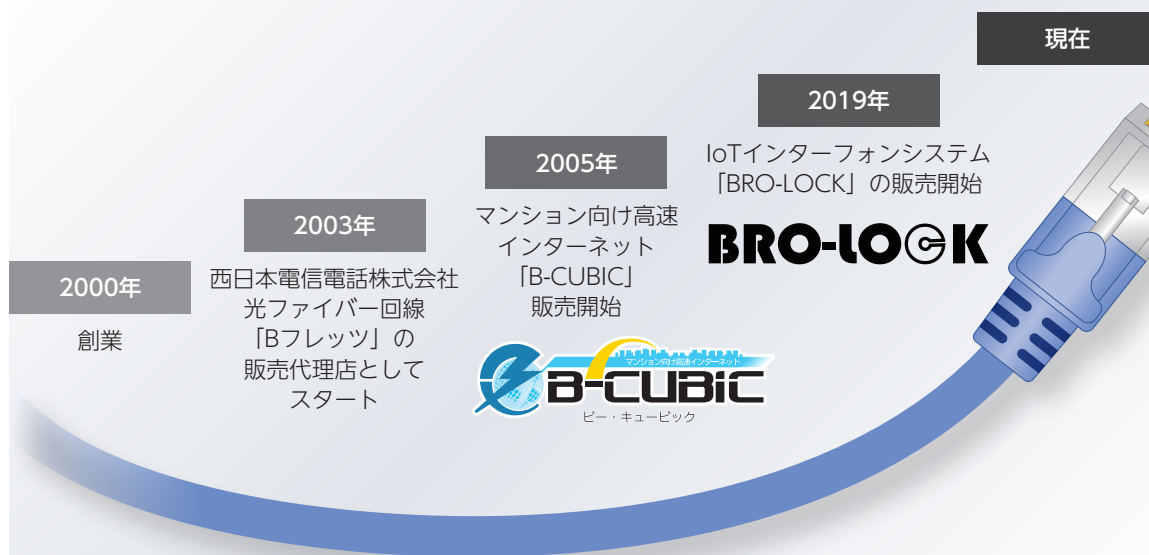 2000年
創業
2003年
西日本電信電話株式会社
光ファイバー回線
「Bフレッツ」の
販売代理店として
スタート
2005年
マンション向け高速
インターネット
「B-CUBIC」
販売開始
マンション向け高速インターネット
B-CUBiC
ビー・キュービック
2019年
IoTインターフォンシステム
「BRO-LOCK」の販売開始
BRO-LOCK
現在